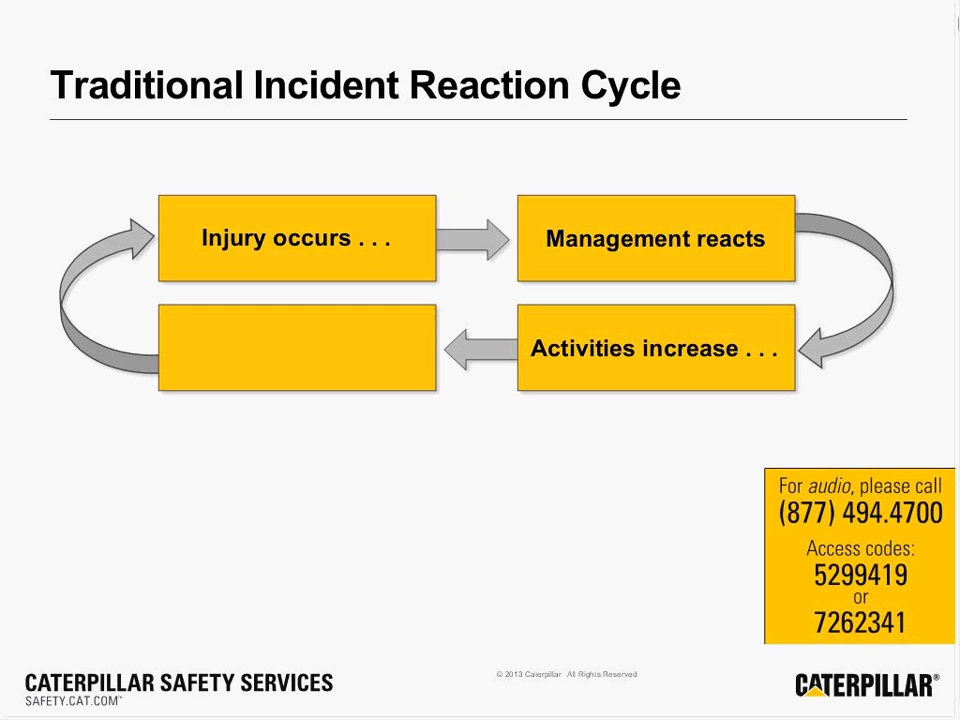 Traditional Incident Reaction Cycle
Injury occurs . . .
Management reacts
Activities increase . . .
For audio, please call
(877) 494.4700
Access codes:
5299419
or
7262341
CATERPILLAR SAFETY SERVICES
SAFETY.CAT.COM™
© 2013 Caterpillar All Rights Reserved
CATERPILLAR®